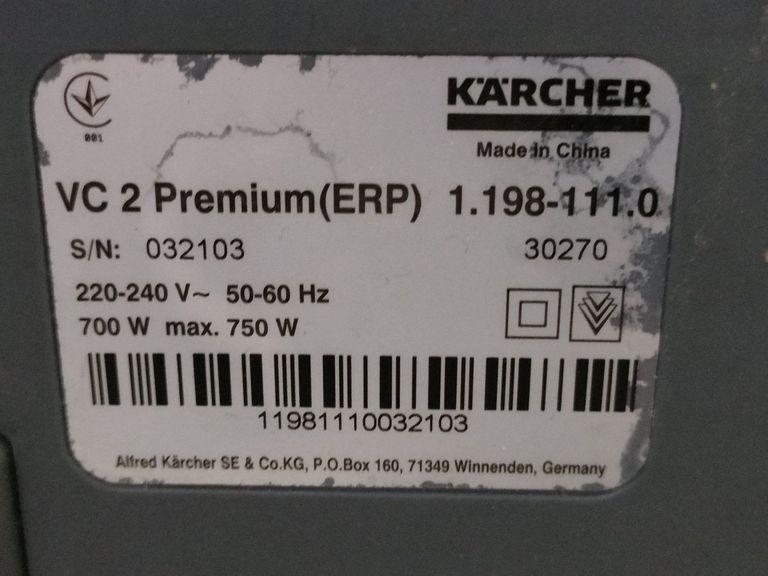 001
KÄRCHER
Made in China
VC 2 Premium(ERP) 1.198-111.0
S/N: 032103 30270
220-240 V~ 50-60 Hz
700 W max. 750 W
11981110032103
Alfred Kärcher SE & Co.KG, P.O.Box 160, 71349 Winnenden, Germany